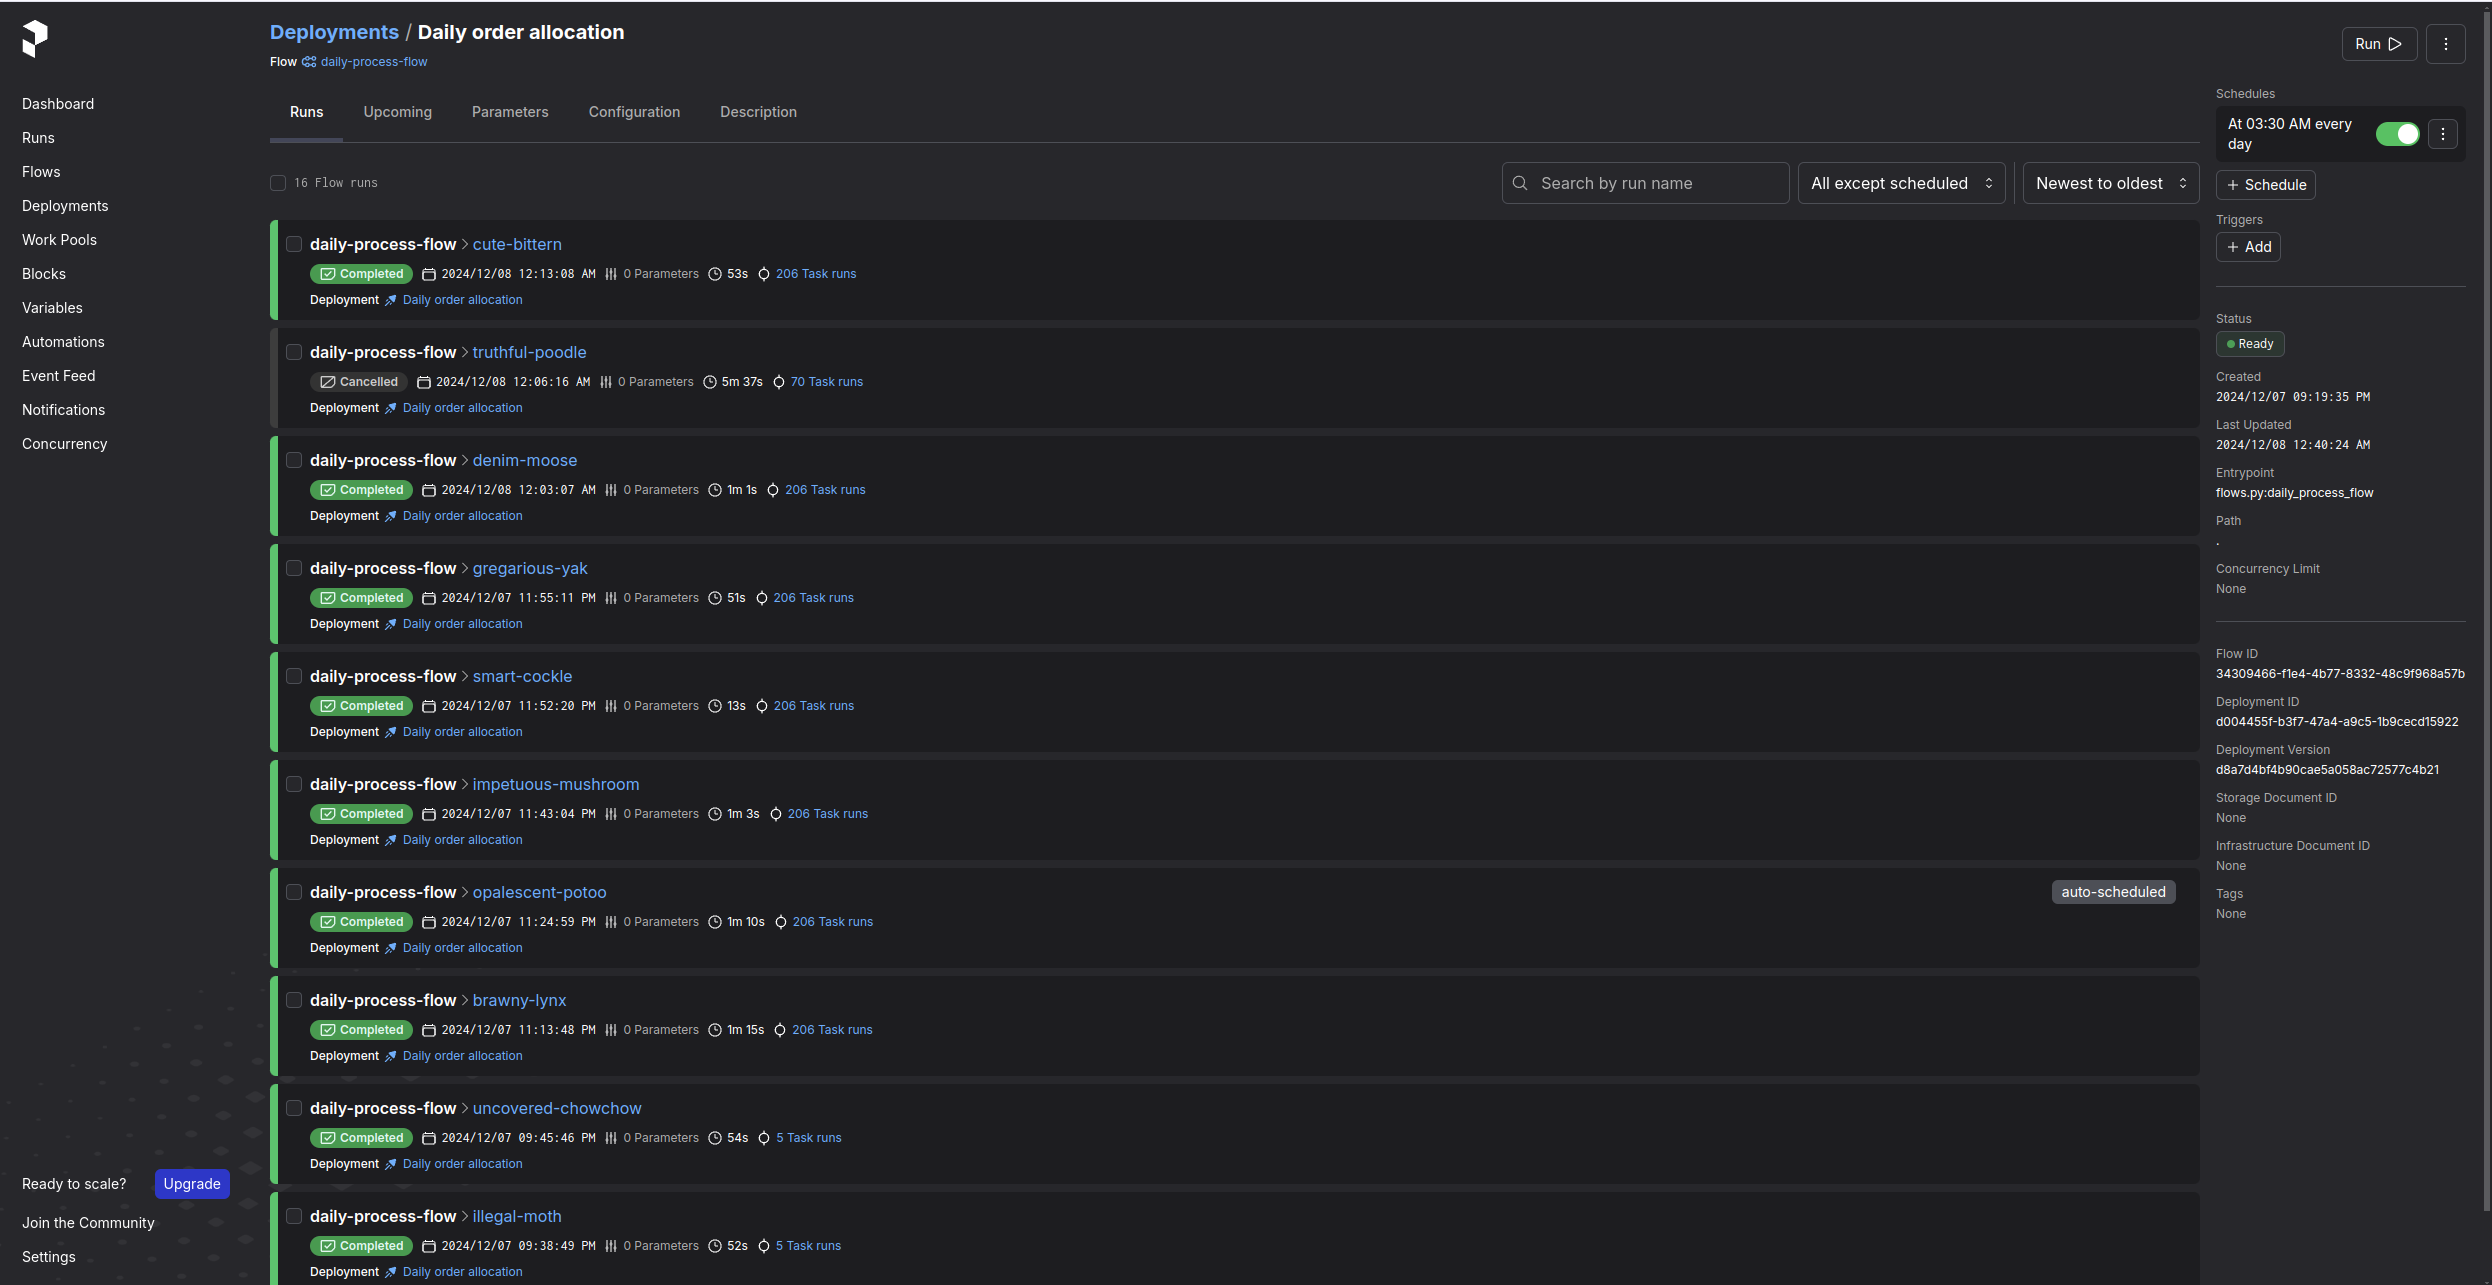 Deployments / Daily order allocation
Flow daily-process-flow
Run
Dashboard
Runs
Flows
Deployments
Work Pools
Blocks
Variables
Automations
Event Feed
Notifications
Concurrency
Ready to scale? Upgrade
Join the Community
Settings
Runs Upcoming Parameters Configuration Description
16 Flow runs
Search by run name
All except scheduled
Newest to oldest
daily-process-flow > cute-bittern
Completed 2024/12/08 12:13:08 AM 0 Parameters 53s 206 Task runs
Deployment Daily order allocation
daily-process-flow > truthful-poodle
Cancelled 2024/12/08 12:06:16 AM 0 Parameters 5m 37s 70 Task runs
Deployment Daily order allocation
daily-process-flow > denim-moose
Completed 2024/12/08 12:03:07 AM 0 Parameters 1m 1s 206 Task runs
Deployment Daily order allocation
daily-process-flow > gregarious-yak
Completed 2024/12/07 11:55:11 PM 0 Parameters 51s 206 Task runs
Deployment Daily order allocation
daily-process-flow > smart-cockle
Completed 2024/12/07 11:52:20 PM 0 Parameters 13s 206 Task runs
Deployment Daily order allocation
daily-process-flow > impetuous-mushroom
Completed 2024/12/07 11:43:04 PM 0 Parameters 1m 3s 206 Task runs
Deployment Daily order allocation
daily-process-flow > opalescent-potoo
auto-scheduled
Completed 2024/12/07 11:24:59 PM 0 Parameters 1m 10s 206 Task runs
Deployment Daily order allocation
daily-process-flow > brawny-lynx
Completed 2024/12/07 11:13:48 PM 0 Parameters 1m 15s 206 Task runs
Deployment Daily order allocation
daily-process-flow > uncovered-chowchow
Completed 2024/12/07 09:45:46 PM 0 Parameters 54s 5 Task runs
Deployment Daily order allocation
daily-process-flow > illegal-moth
Completed 2024/12/07 09:38:49 PM 0 Parameters 52s 5 Task runs
Deployment Daily order allocation
Schedules
At 03:30 AM every
day
+ Schedule
Triggers
+ Add
Status
Ready
Created
2024/12/07 09:19:35 PM
Last Updated
2024/12/08 12:40:24 AM
Entrypoint
flows.py:daily_process_flow
Path
.
Concurrency Limit
None
Flow ID
34309466-f1e4-4b77-8332-48c9f968a57b
Deployment ID
d004455f-b3f7-47a4-a9c5-1b9cecd15922
Deployment Version
d8a7d4bf4b90cae5a058ac72577c4b21
Storage Document ID
None
Infrastructure Document ID
None
Tags
None